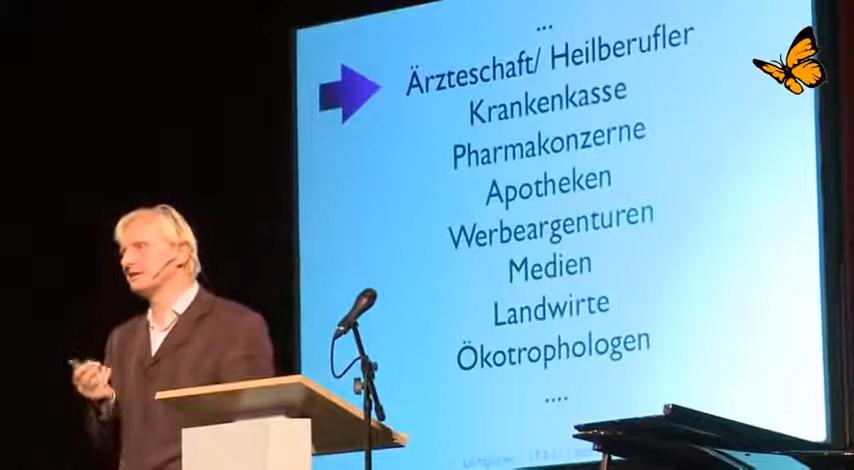 ...
Ärzteschaft/ Heilberufler
Krankenkasse
Pharmakonzerne
Apotheken
Werbeargenturen
Medien
Landwirte
Ökotrophologen
....